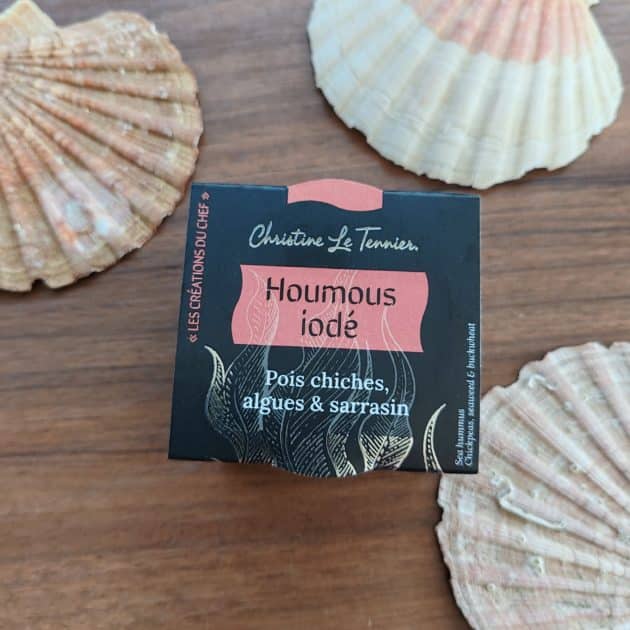 « LES CRÉATIONS DU CHEF »
Christine Le Tennier.
Houmous
iodé
Pois chiches,
algues & sarrasin
Sea hummus
Chickpeas, seaweed & buckwheat